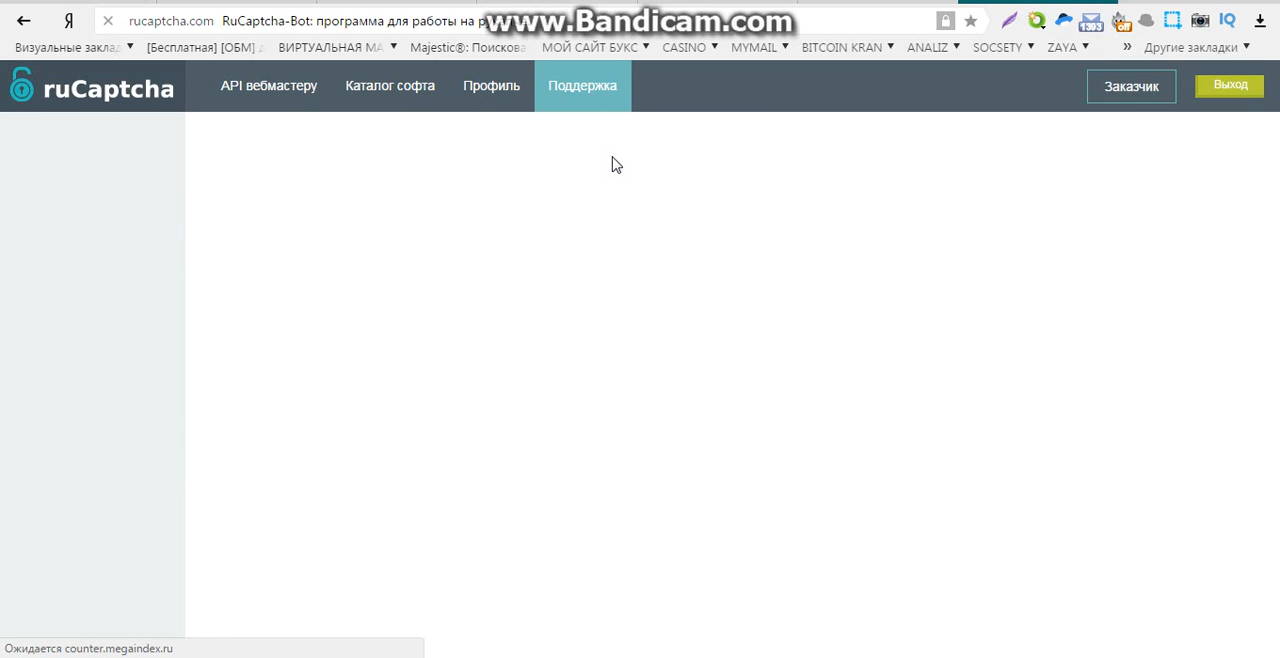 www.Bandicam.com
Я rucaptcha.com RuCaptcha-Bot: программа для работы на
Визуальные заклад [Бесплатная] [ОБМ] ВИРТУАЛЬНАЯ МА Majestic®: Поискова МОЙ САЙТ БУКС CASINO MYMAIL BITCOIN KRAN ANALIZ SOCSETY ZAYA » Другие закладки
ruCaptcha API вебмастеру Каталог софта Профиль Поддержка Заказчик Выход
Ожидается counter.megaindex.ru